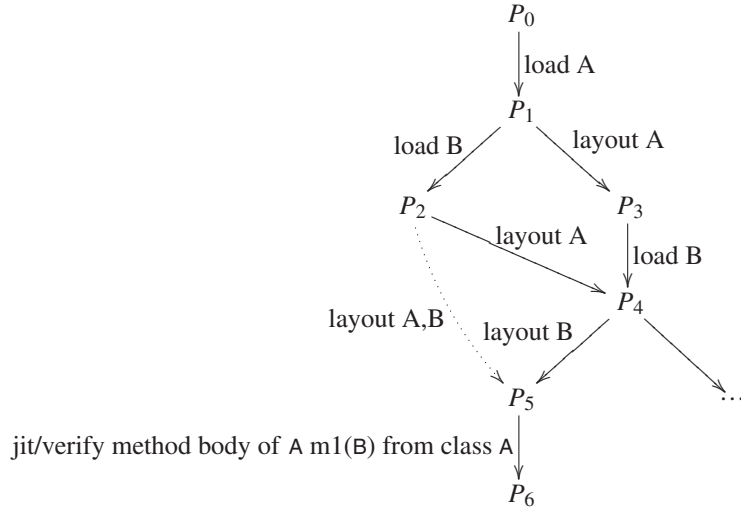 P0
load A
P1
load B
layout A
P2
P3
layout A
load B
P4
layout A,B
layout B
P5
...
jit/verify method body of A m1(B) from class A
P6